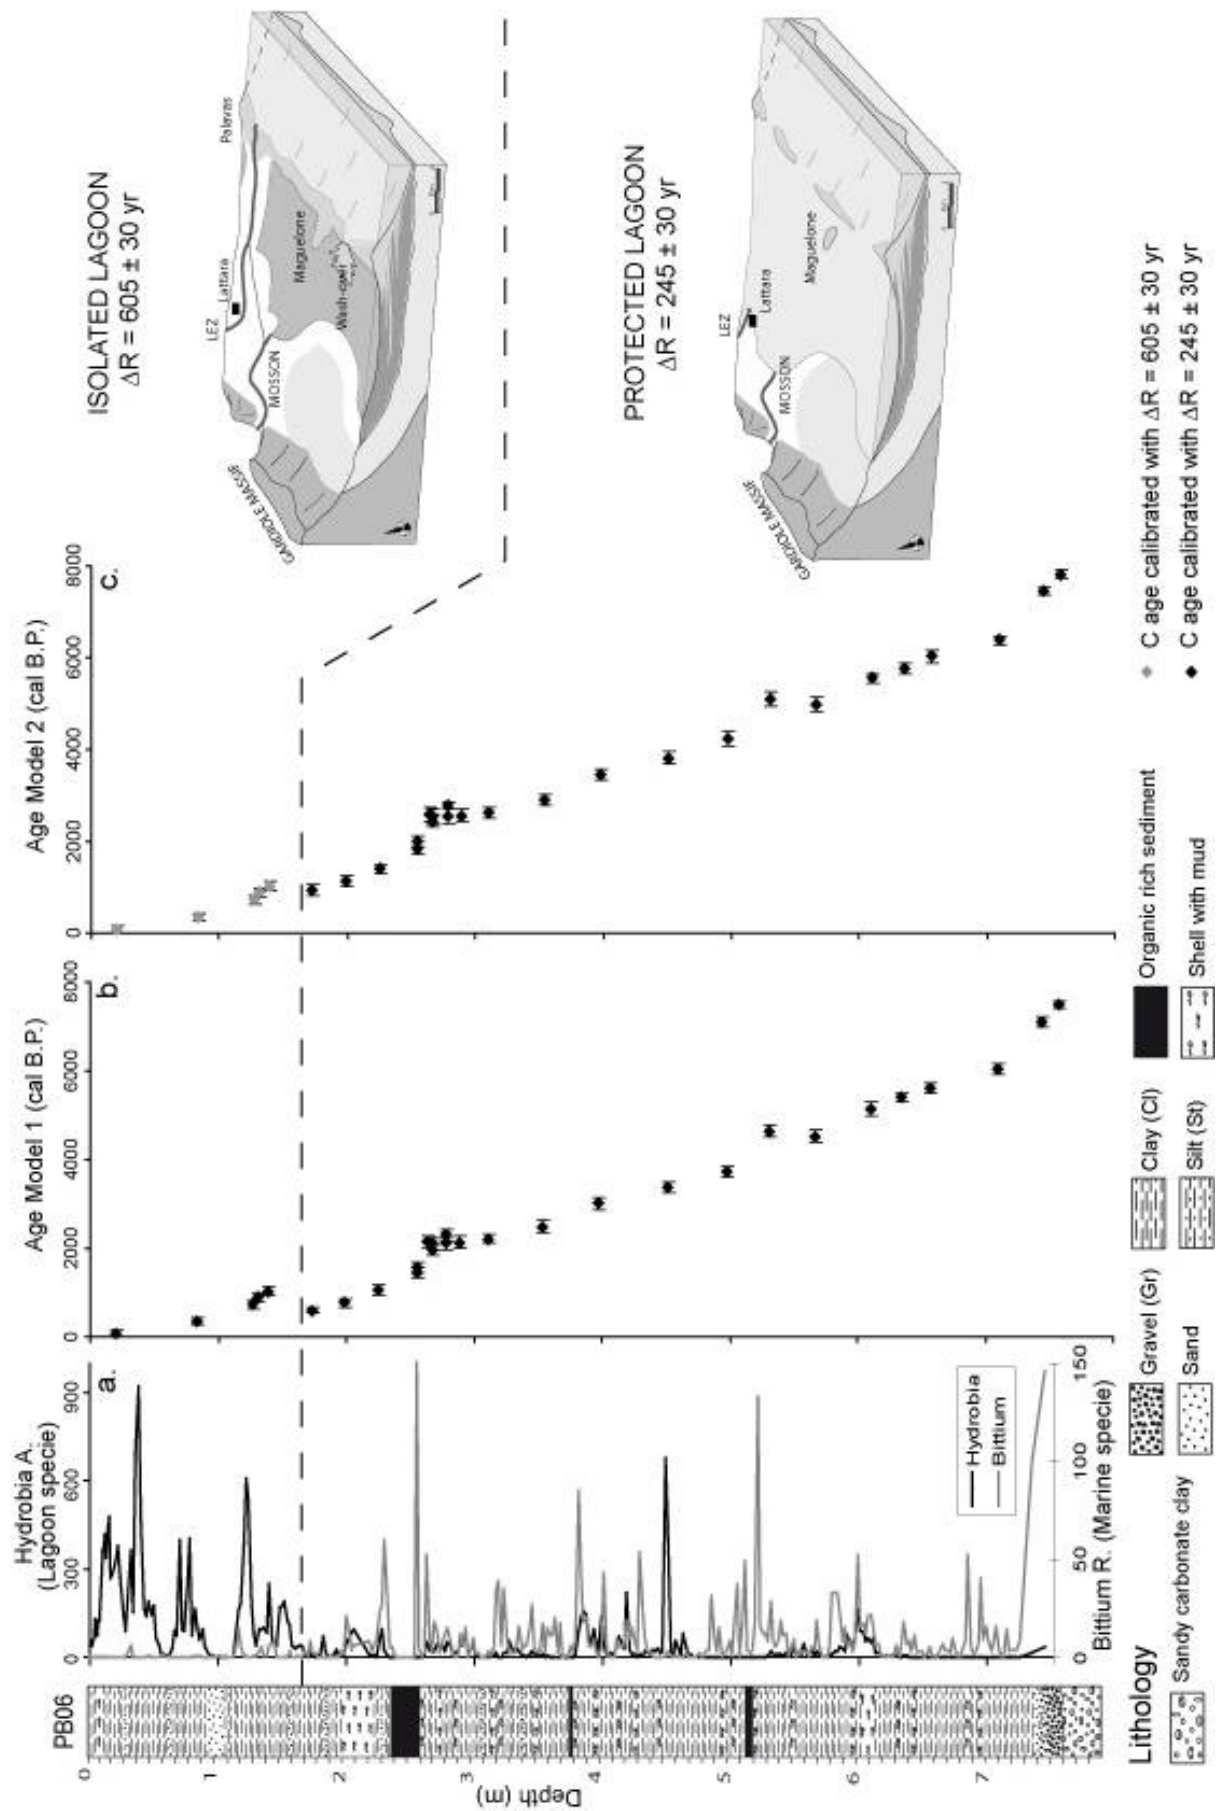 PB06
Depth (m)
0
1
2
3
4
5
6
7
Hydrobia A.
(Lagoon specie)
0
300
600
900
a.
Hydrobia
Bittium
0
50
100
150
Bittium R. (Marine specie)
Age Model 1 (cal B.P.)
0
2000
4000
6000
8000
b.
Age Model 2 (cal B.P.)
0
2000
4000
6000
8000
c.
ISOLATED LAGOON
ΔR = 605 ± 30 yr
GARDIOLE MASSIF
MOSSON
LEZ
Lattara
Palavas
Maguelone
Wash-over
PROTECTED LAGOON
ΔR = 245 ± 30 yr
GARDIOLE MASSIF
MOSSON
LEZ
Lattara
Maguelone
Lithology
Sandy carbonate clay
Gravel (Gr)
Sand
Clay (Cl)
Silt (St)
Organic rich sediment
Shell with mud
C age calibrated with ΔR = 605 ± 30 yr
C age calibrated with ΔR = 245 ± 30 yr